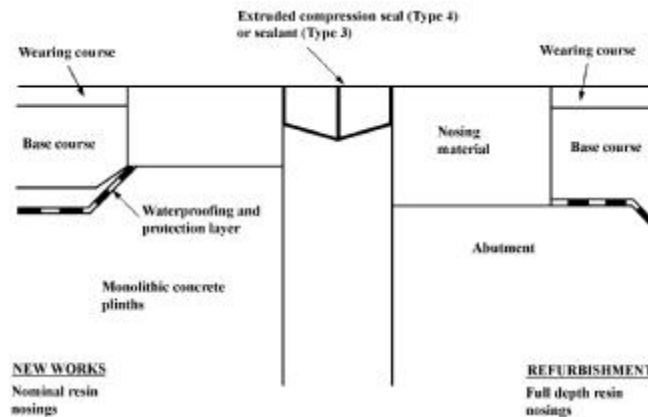 Extruded compression seal (Type 4)
or sealant (Type 3)
Wearing course
Wearing course
Base course
Nosing
material
Base course
Waterproofing and
protection layer
Abutment
Monolithic concrete
plinths
NEW WORKS
Nominal resin
nosings
REFURBISHMENT
Full depth resin
nosings